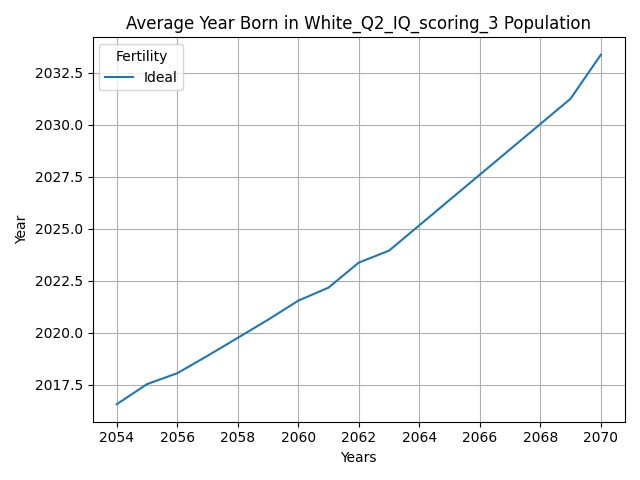 Average Year Born in White_Q2_IQ_scoring_3 Population
Fertility
Ideal
2032.5
2030.0
2027.5
2025.0
2022.5
2020.0
2017.5
Year
2054 2056 2058 2060 2062 2064 2066 2068 2070
Years